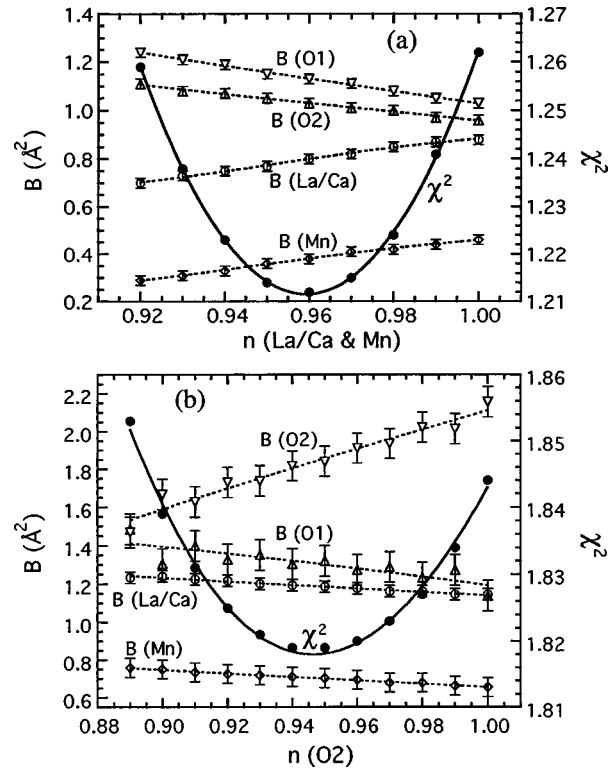 (a)
B (Å²)
1.4
1.2
1.0
0.8
0.6
0.4
0.2
B (O1)
B (O2)
B (La/Ca)
χ²
B (Mn)
1.27
1.26
1.25
1.24
1.23
1.22
1.21
χ²
0.92 0.94 0.96 0.98 1.00
n (La/Ca & Mn)
(b)
B (Å²)
2.2
2.0
1.8
1.6
1.4
1.2
1.0
0.8
0.6
B (O2)
B (O1)
B (La/Ca)
χ²
B (Mn)
1.86
1.85
1.84
1.83
1.82
1.81
χ²
0.88 0.90 0.92 0.94 0.96 0.98 1.00
n (O2)